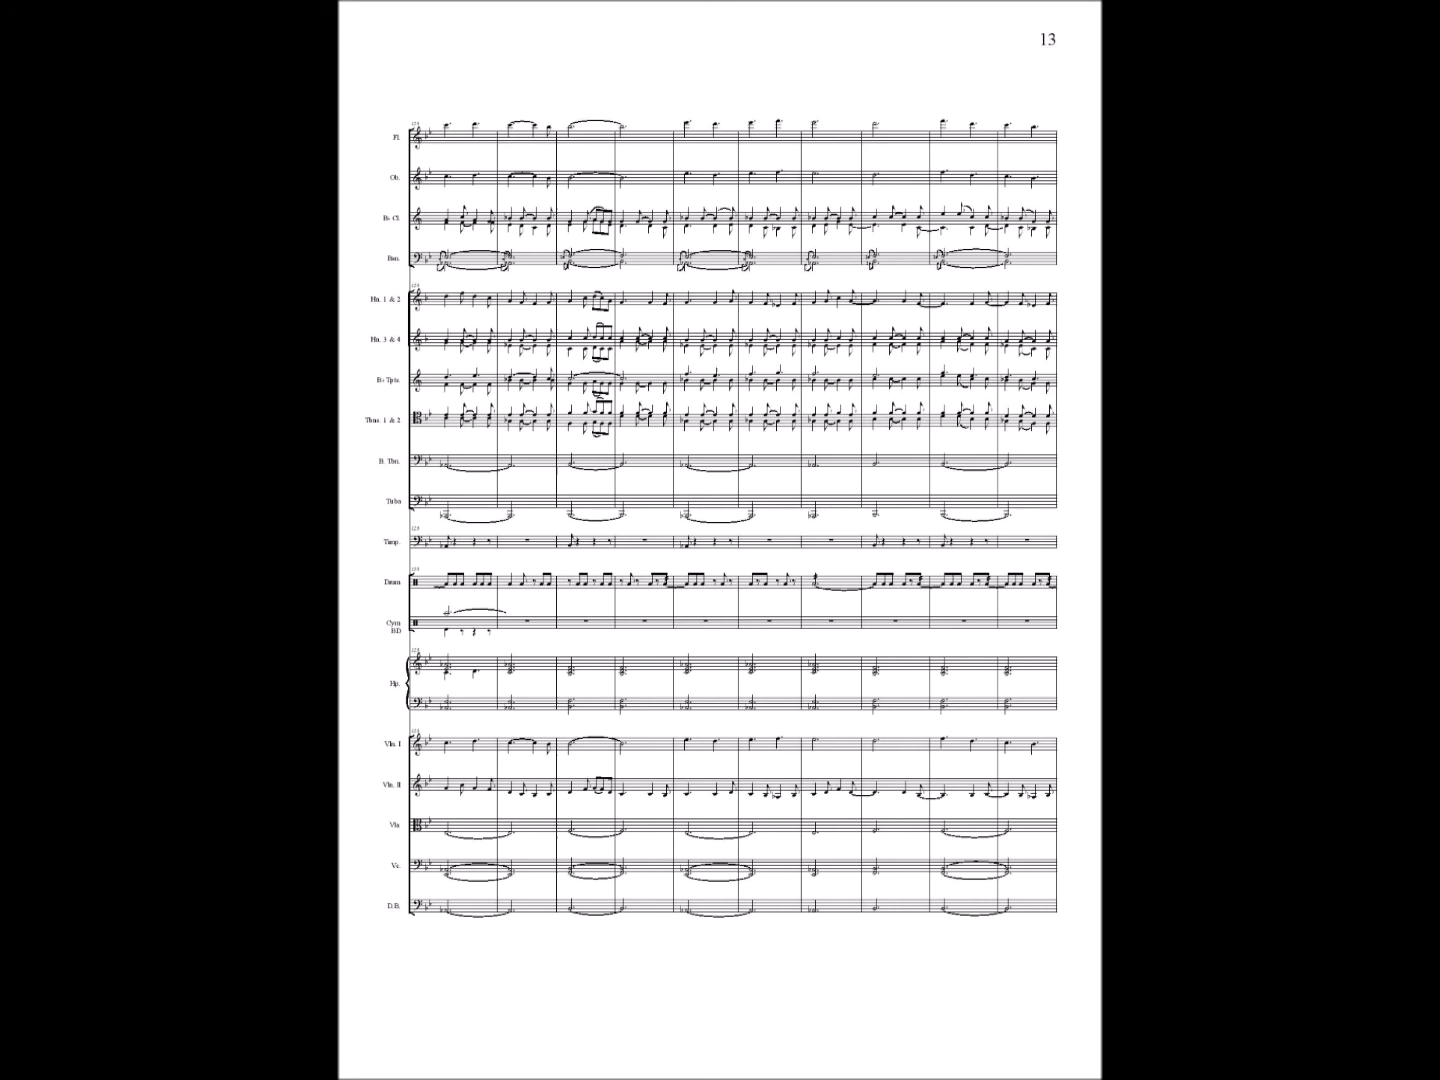 13
Fl.
Ob.
B♭ Cl.
Bsn.
Hn. 1 & 2
Hn. 3 & 4
B♭ Tpts.
Tbns. 1 & 2
B. Tbn.
Tuba
Timp.
Drum
Cym
BD
Hp.
Vln. I
Vln. II
Vla.
Vc.
D.B.